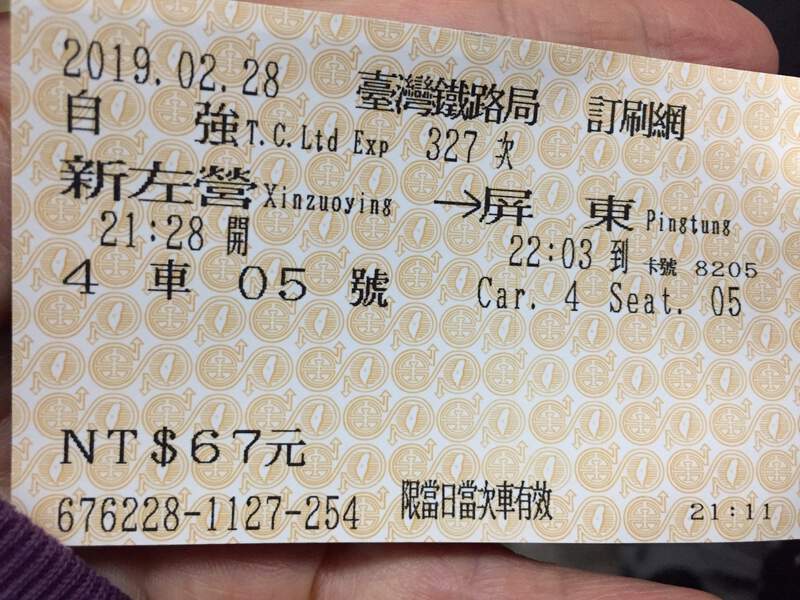 2019.02.28 臺灣鐵路局 訂刷網
自強 T.C.Ltd Exp 327 次
新左營 Xinzuoying →屏東 Pingtung
21:28 開 22:03 到 卡號 8205
4 車 05 號 Car. 4 Seat. 05
NT$67元
676228-1127-254 限當日當次車有效 21:11